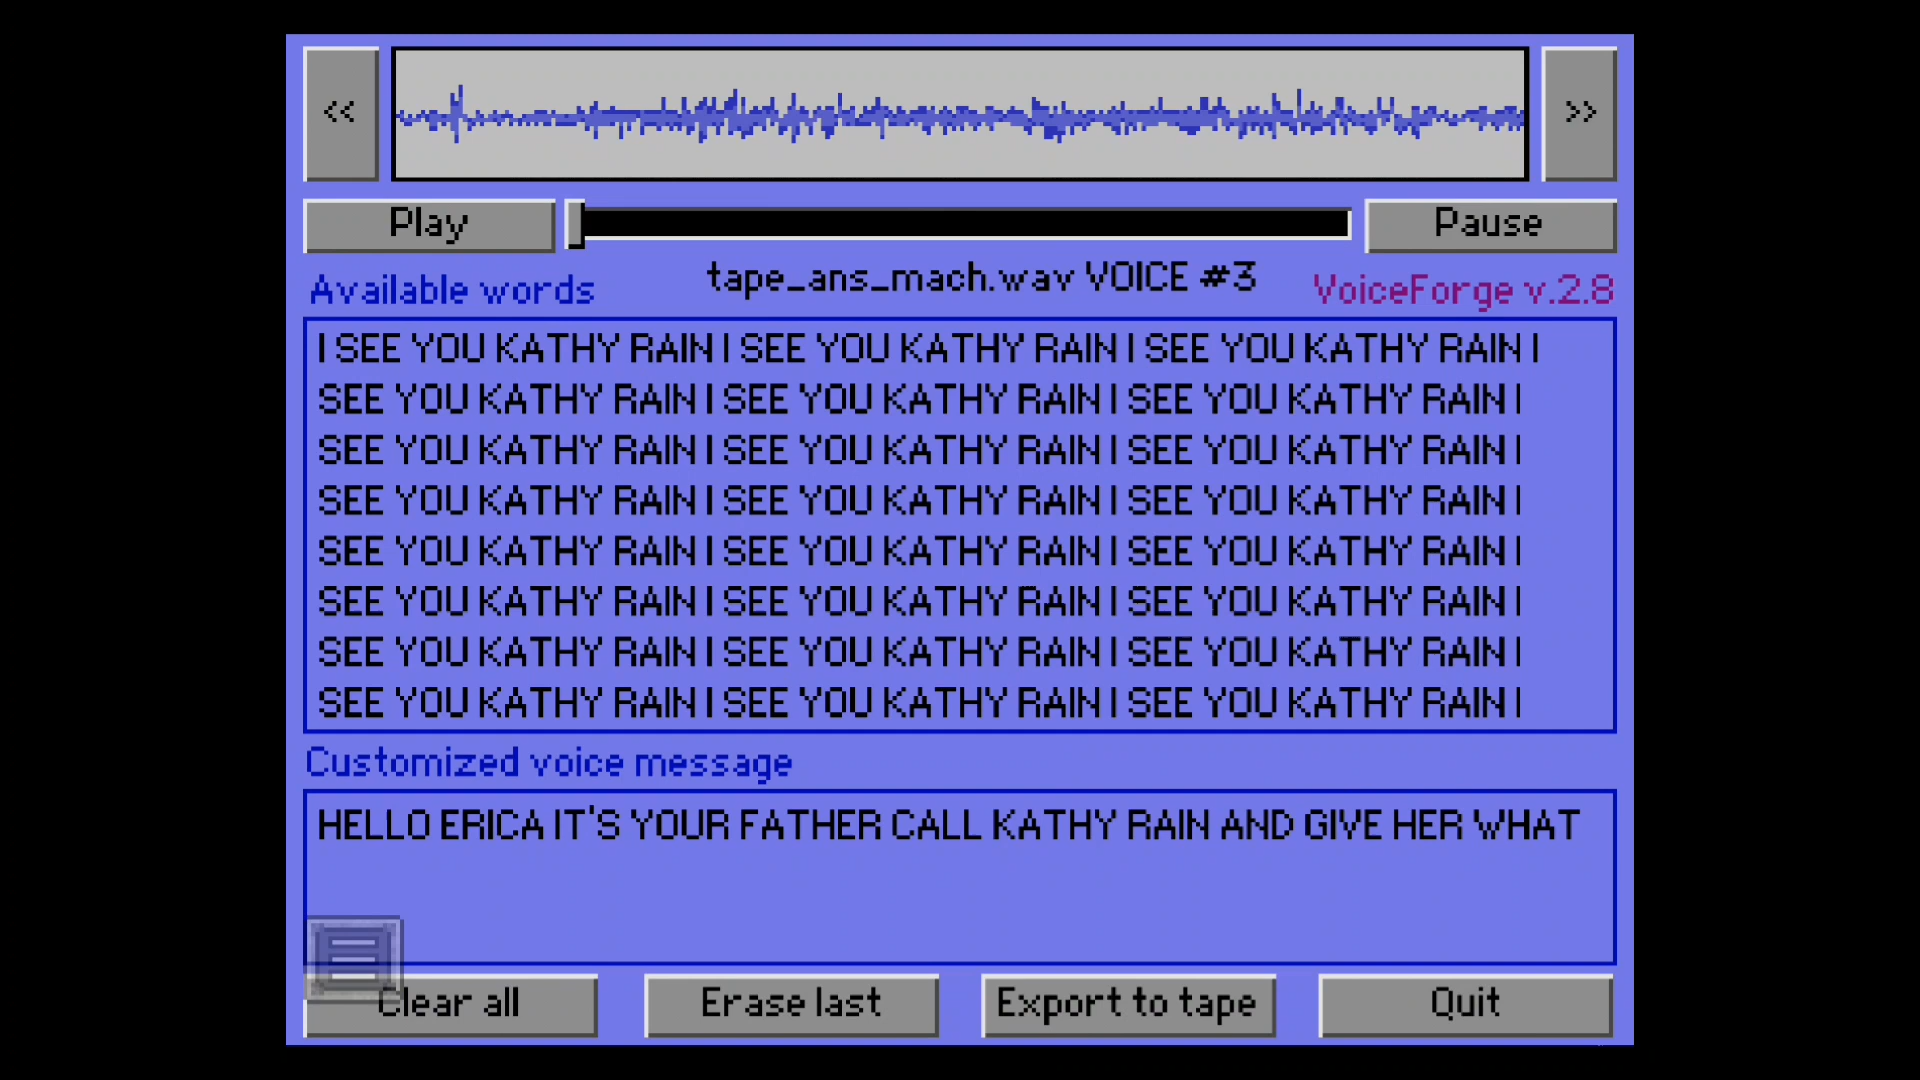 << >>
Play Pause
Available words tape_ans_mach.wav VOICE #3 VoiceForge v.2.8
I SEE YOU KATHY RAIN I SEE YOU KATHY RAIN I SEE YOU KATHY RAIN I
SEE YOU KATHY RAIN I SEE YOU KATHY RAIN I SEE YOU KATHY RAIN I
SEE YOU KATHY RAIN I SEE YOU KATHY RAIN I SEE YOU KATHY RAIN I
SEE YOU KATHY RAIN I SEE YOU KATHY RAIN I SEE YOU KATHY RAIN I
SEE YOU KATHY RAIN I SEE YOU KATHY RAIN I SEE YOU KATHY RAIN I
SEE YOU KATHY RAIN I SEE YOU KATHY RAIN I SEE YOU KATHY RAIN I
SEE YOU KATHY RAIN I SEE YOU KATHY RAIN I SEE YOU KATHY RAIN I
SEE YOU KATHY RAIN I SEE YOU KATHY RAIN I SEE YOU KATHY RAIN I
Customized voice message
HELLO ERICA IT'S YOUR FATHER CALL KATHY RAIN AND GIVE HER WHAT
Clear all Erase last Export to tape Quit